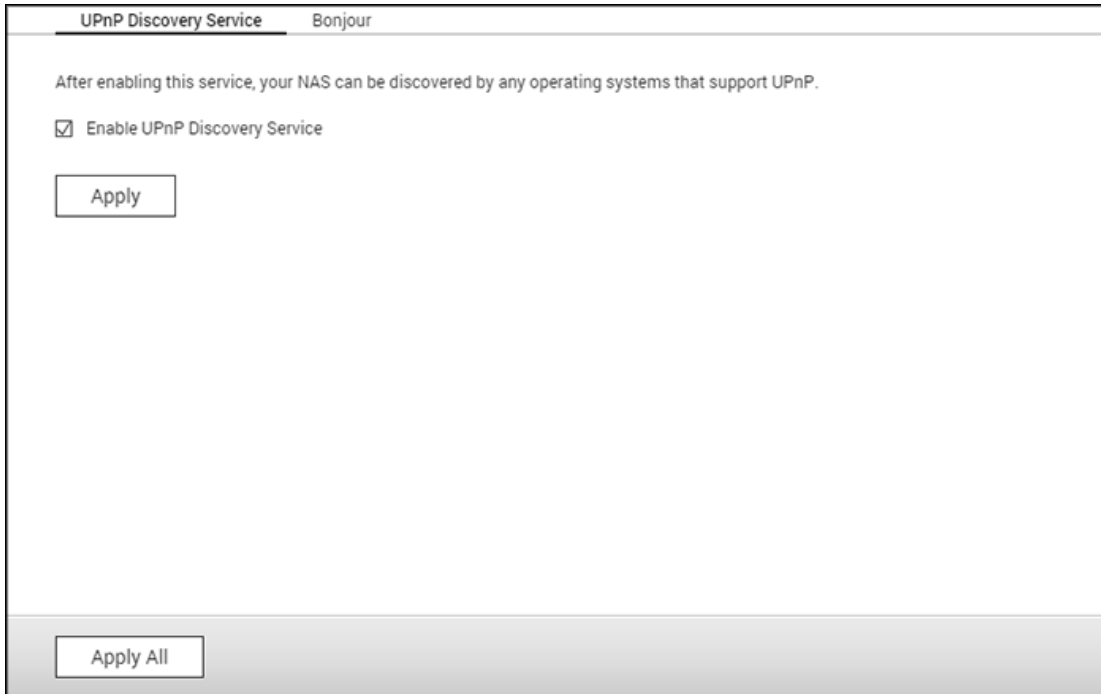 UPnP Discovery Service Bonjour
After enabling this service, your NAS can be discovered by any operating systems that support UPnP.
Enable UPnP Discovery Service
Apply
Apply All